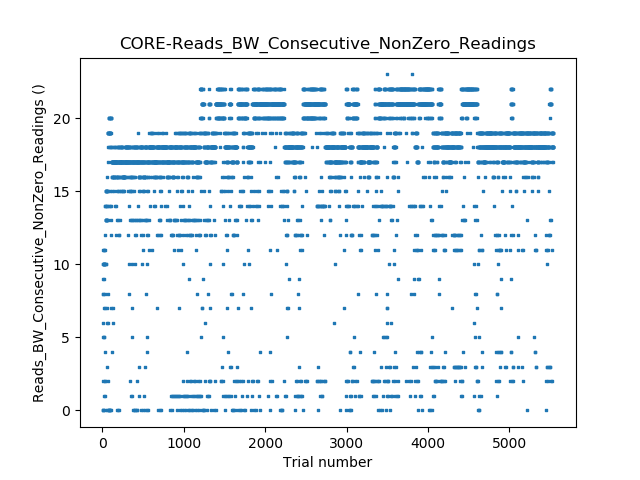 CORE-Reads_BW_Consecutive_NonZero_Readings
Reads_BW_Consecutive_NonZero_Readings ()
20
15
10
5
0
0 1000 2000 3000 4000 5000
Trial number